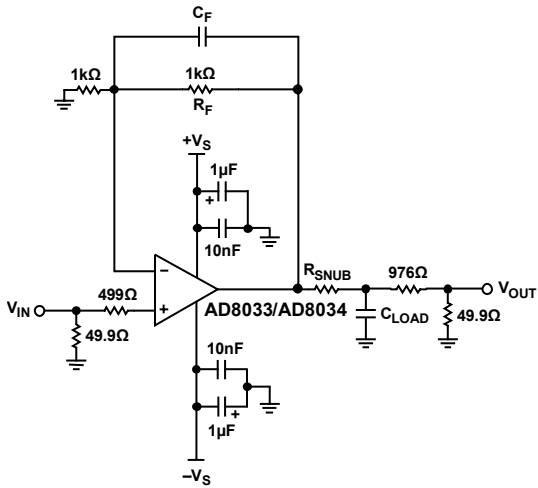 C_F
1kΩ
1kΩ
R_F
+V_S
1µF
+
10nF
R_SNUB
976Ω
V_OUT
−
+
V_IN
499Ω
49.9Ω
AD8033/AD8034
C_LOAD
49.9Ω
10nF
1µF
+
−V_S